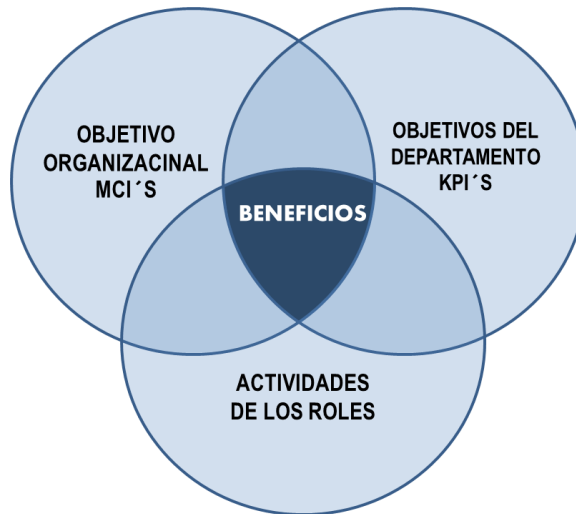 OBJETIVO
ORGANIZACINAL
MCI´S
OBJETIVOS DEL
DEPARTAMENTO
KPI´S
BENEFICIOS
ACTIVIDADES
DE LOS ROLES